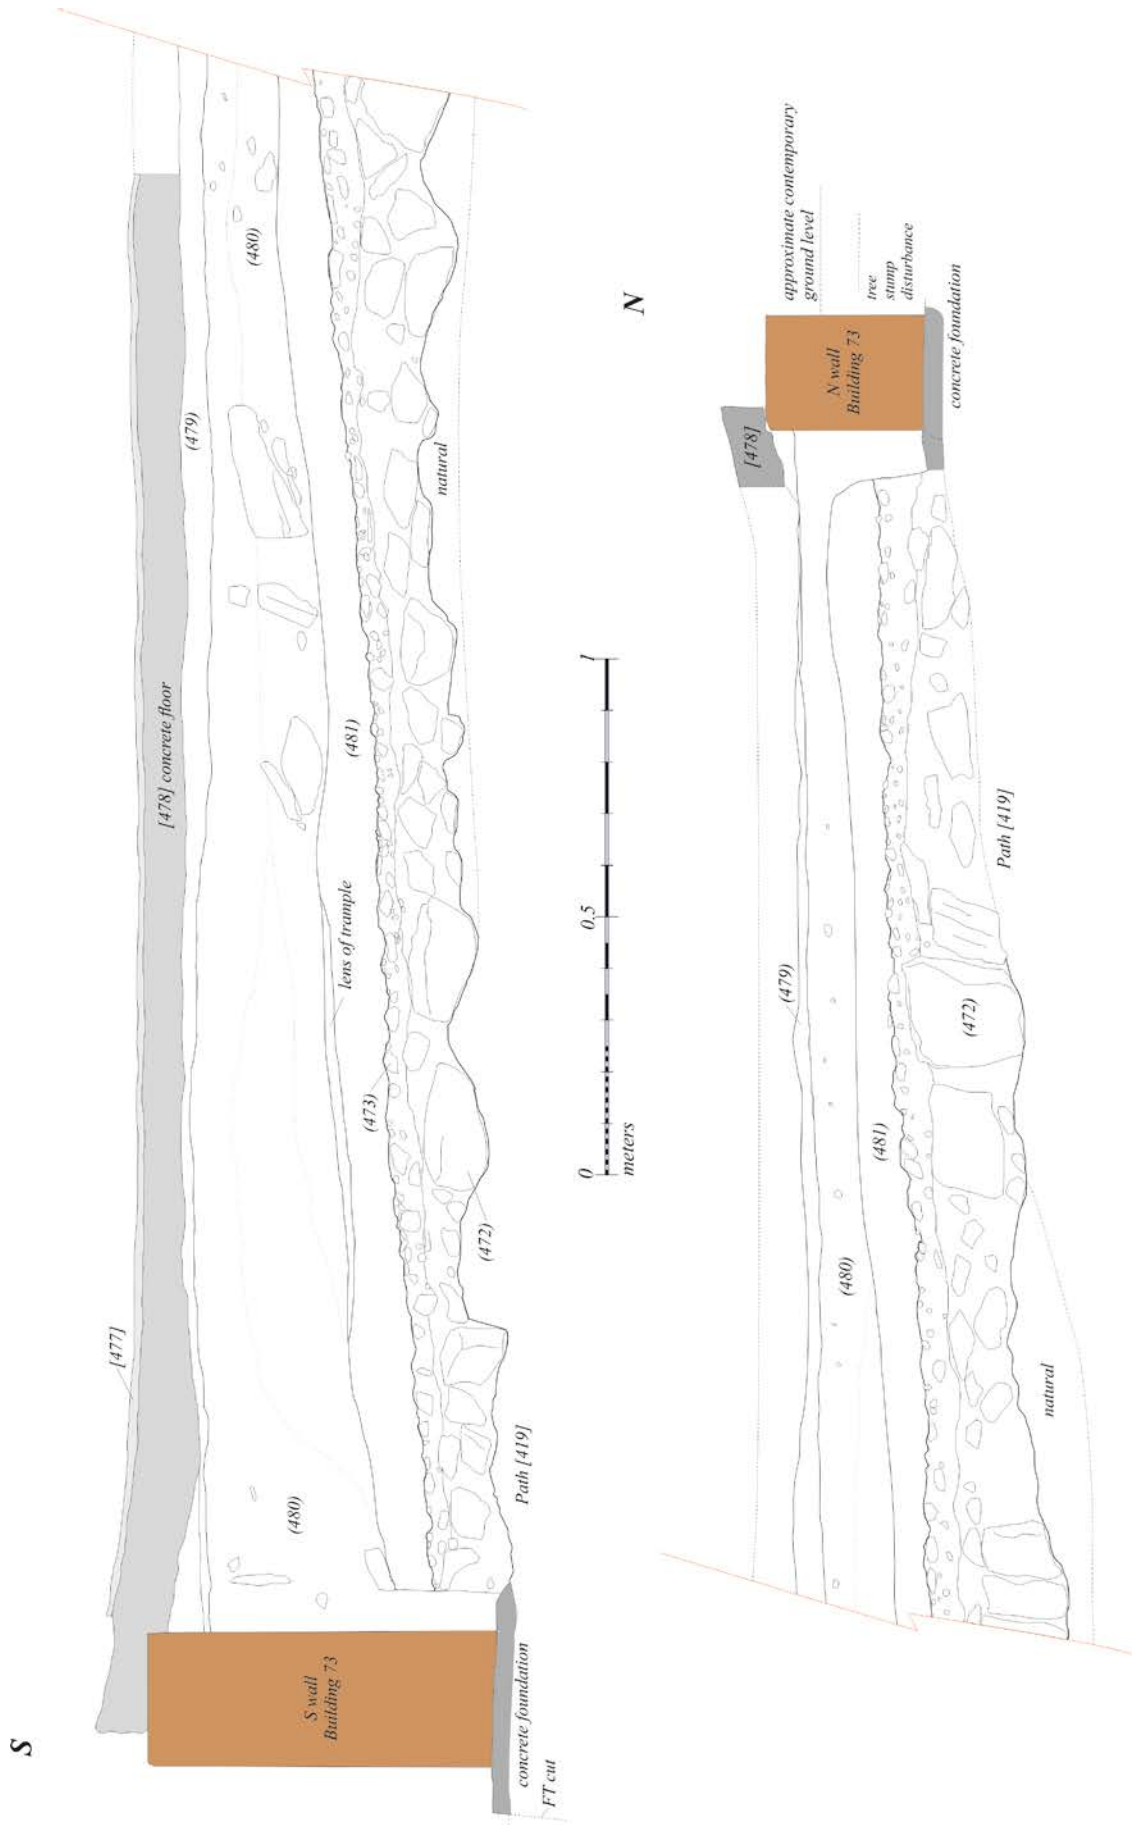 S
[477]
[478] concrete floor
(479)
(480)
(480)
(481)
lens of trample
(473)
(472)
natural
Path [419]
S wall
Building 73
concrete foundation
FT cut
0
0.5
1
meters
N
approximate contemporary
ground level
tree
stump
disturbance
[478]
N wall
Building 73
concrete foundation
(479)
(480)
(481)
(472)
Path [419]
natural